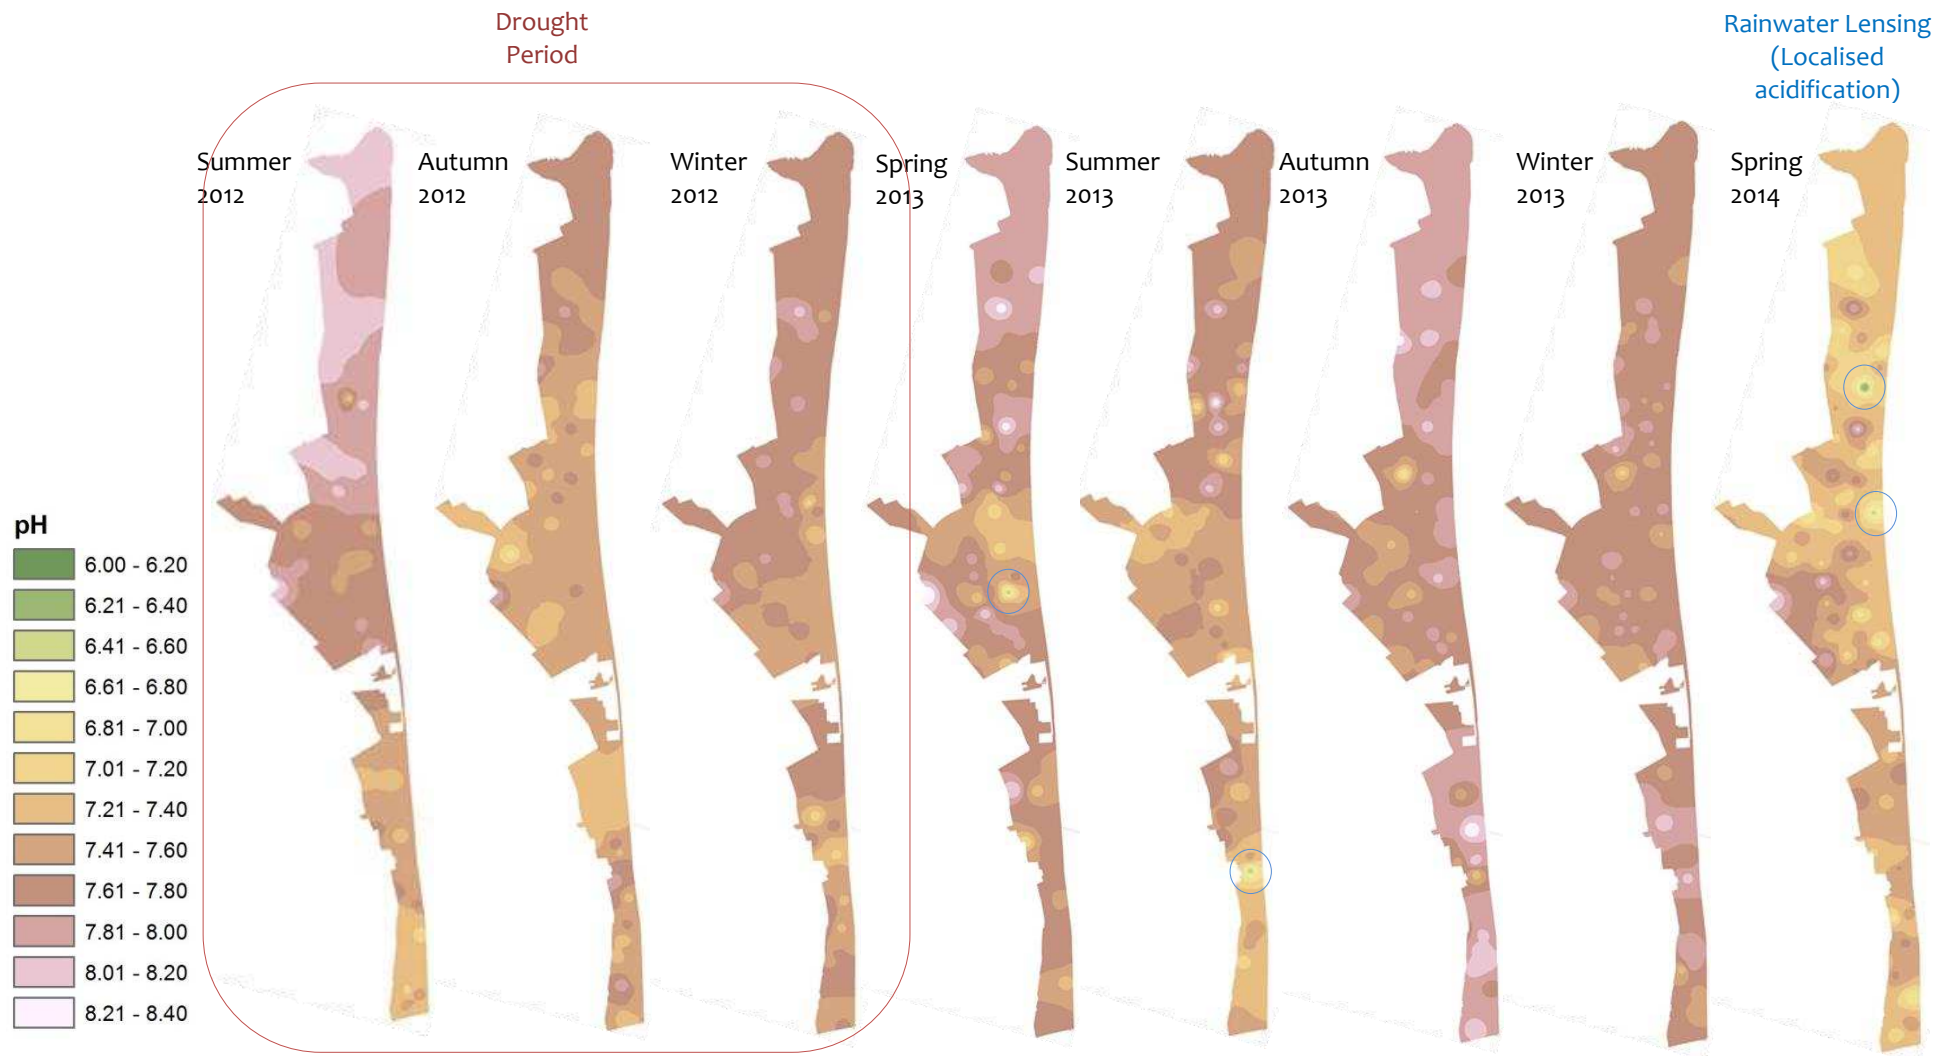 Drought
Period
Rainwater Lensing
(Localised
acidification)
Summer
2012
Autumn
2012
Winter
2012
Spring
2013
Summer
2013
Autumn
2013
Winter
2013
Spring
2014
pH
6.00 - 6.20
6.21 - 6.40
6.41 - 6.60
6.61 - 6.80
6.81 - 7.00
7.01 - 7.20
7.21 - 7.40
7.41 - 7.60
7.61 - 7.80
7.81 - 8.00
8.01 - 8.20
8.21 - 8.40